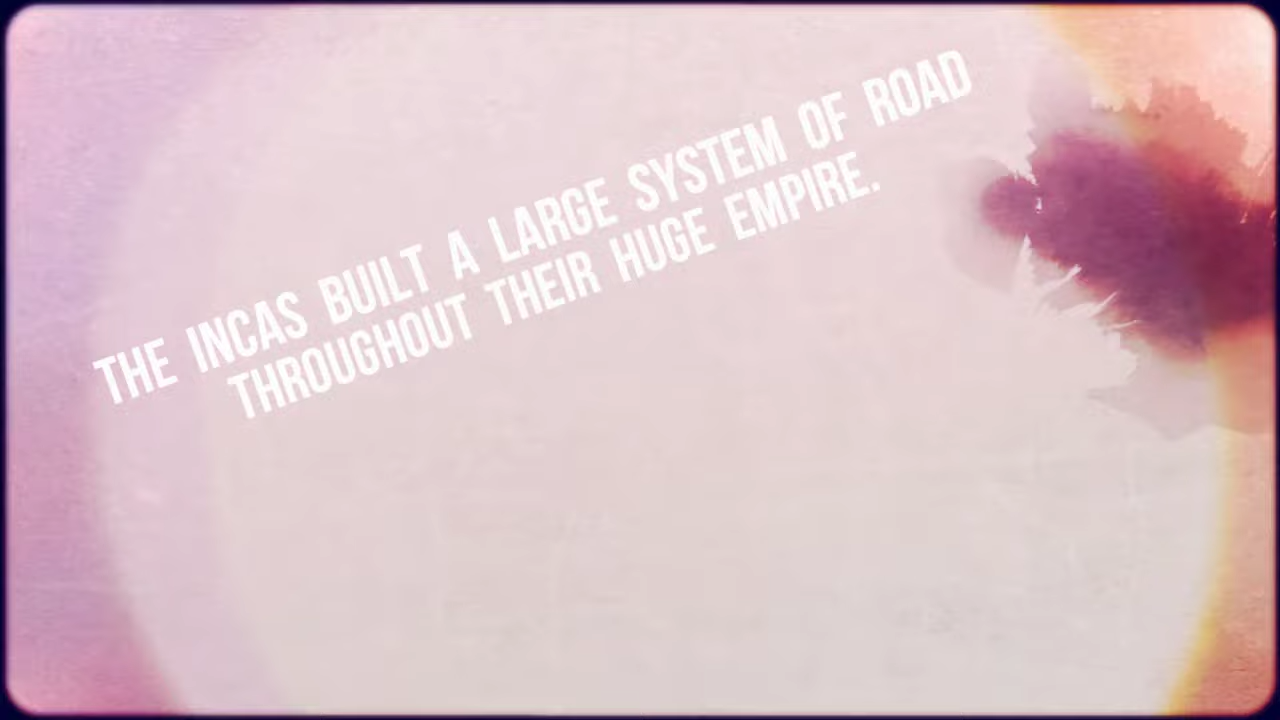 THE INCAS BUILT A LARGE SYSTEM OF ROAD
THROUGHOUT THEIR HUGE EMPIRE.